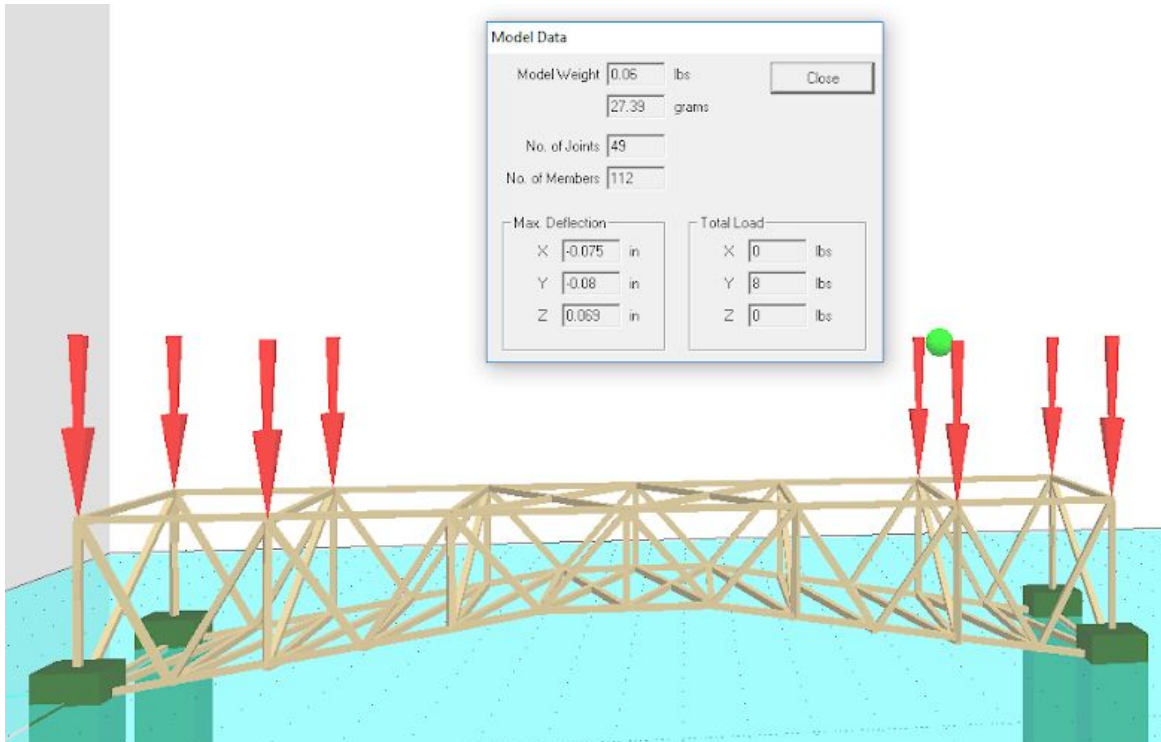 Model Data
Model Weight 0.06 lbs Close
27.39 grams
No. of Joints 49
No. of Members 112
Max. Deflection Total Load
X -0.075 in X 0 lbs
Y -0.08 in Y 8 lbs
Z 0.069 in Z 0 lbs